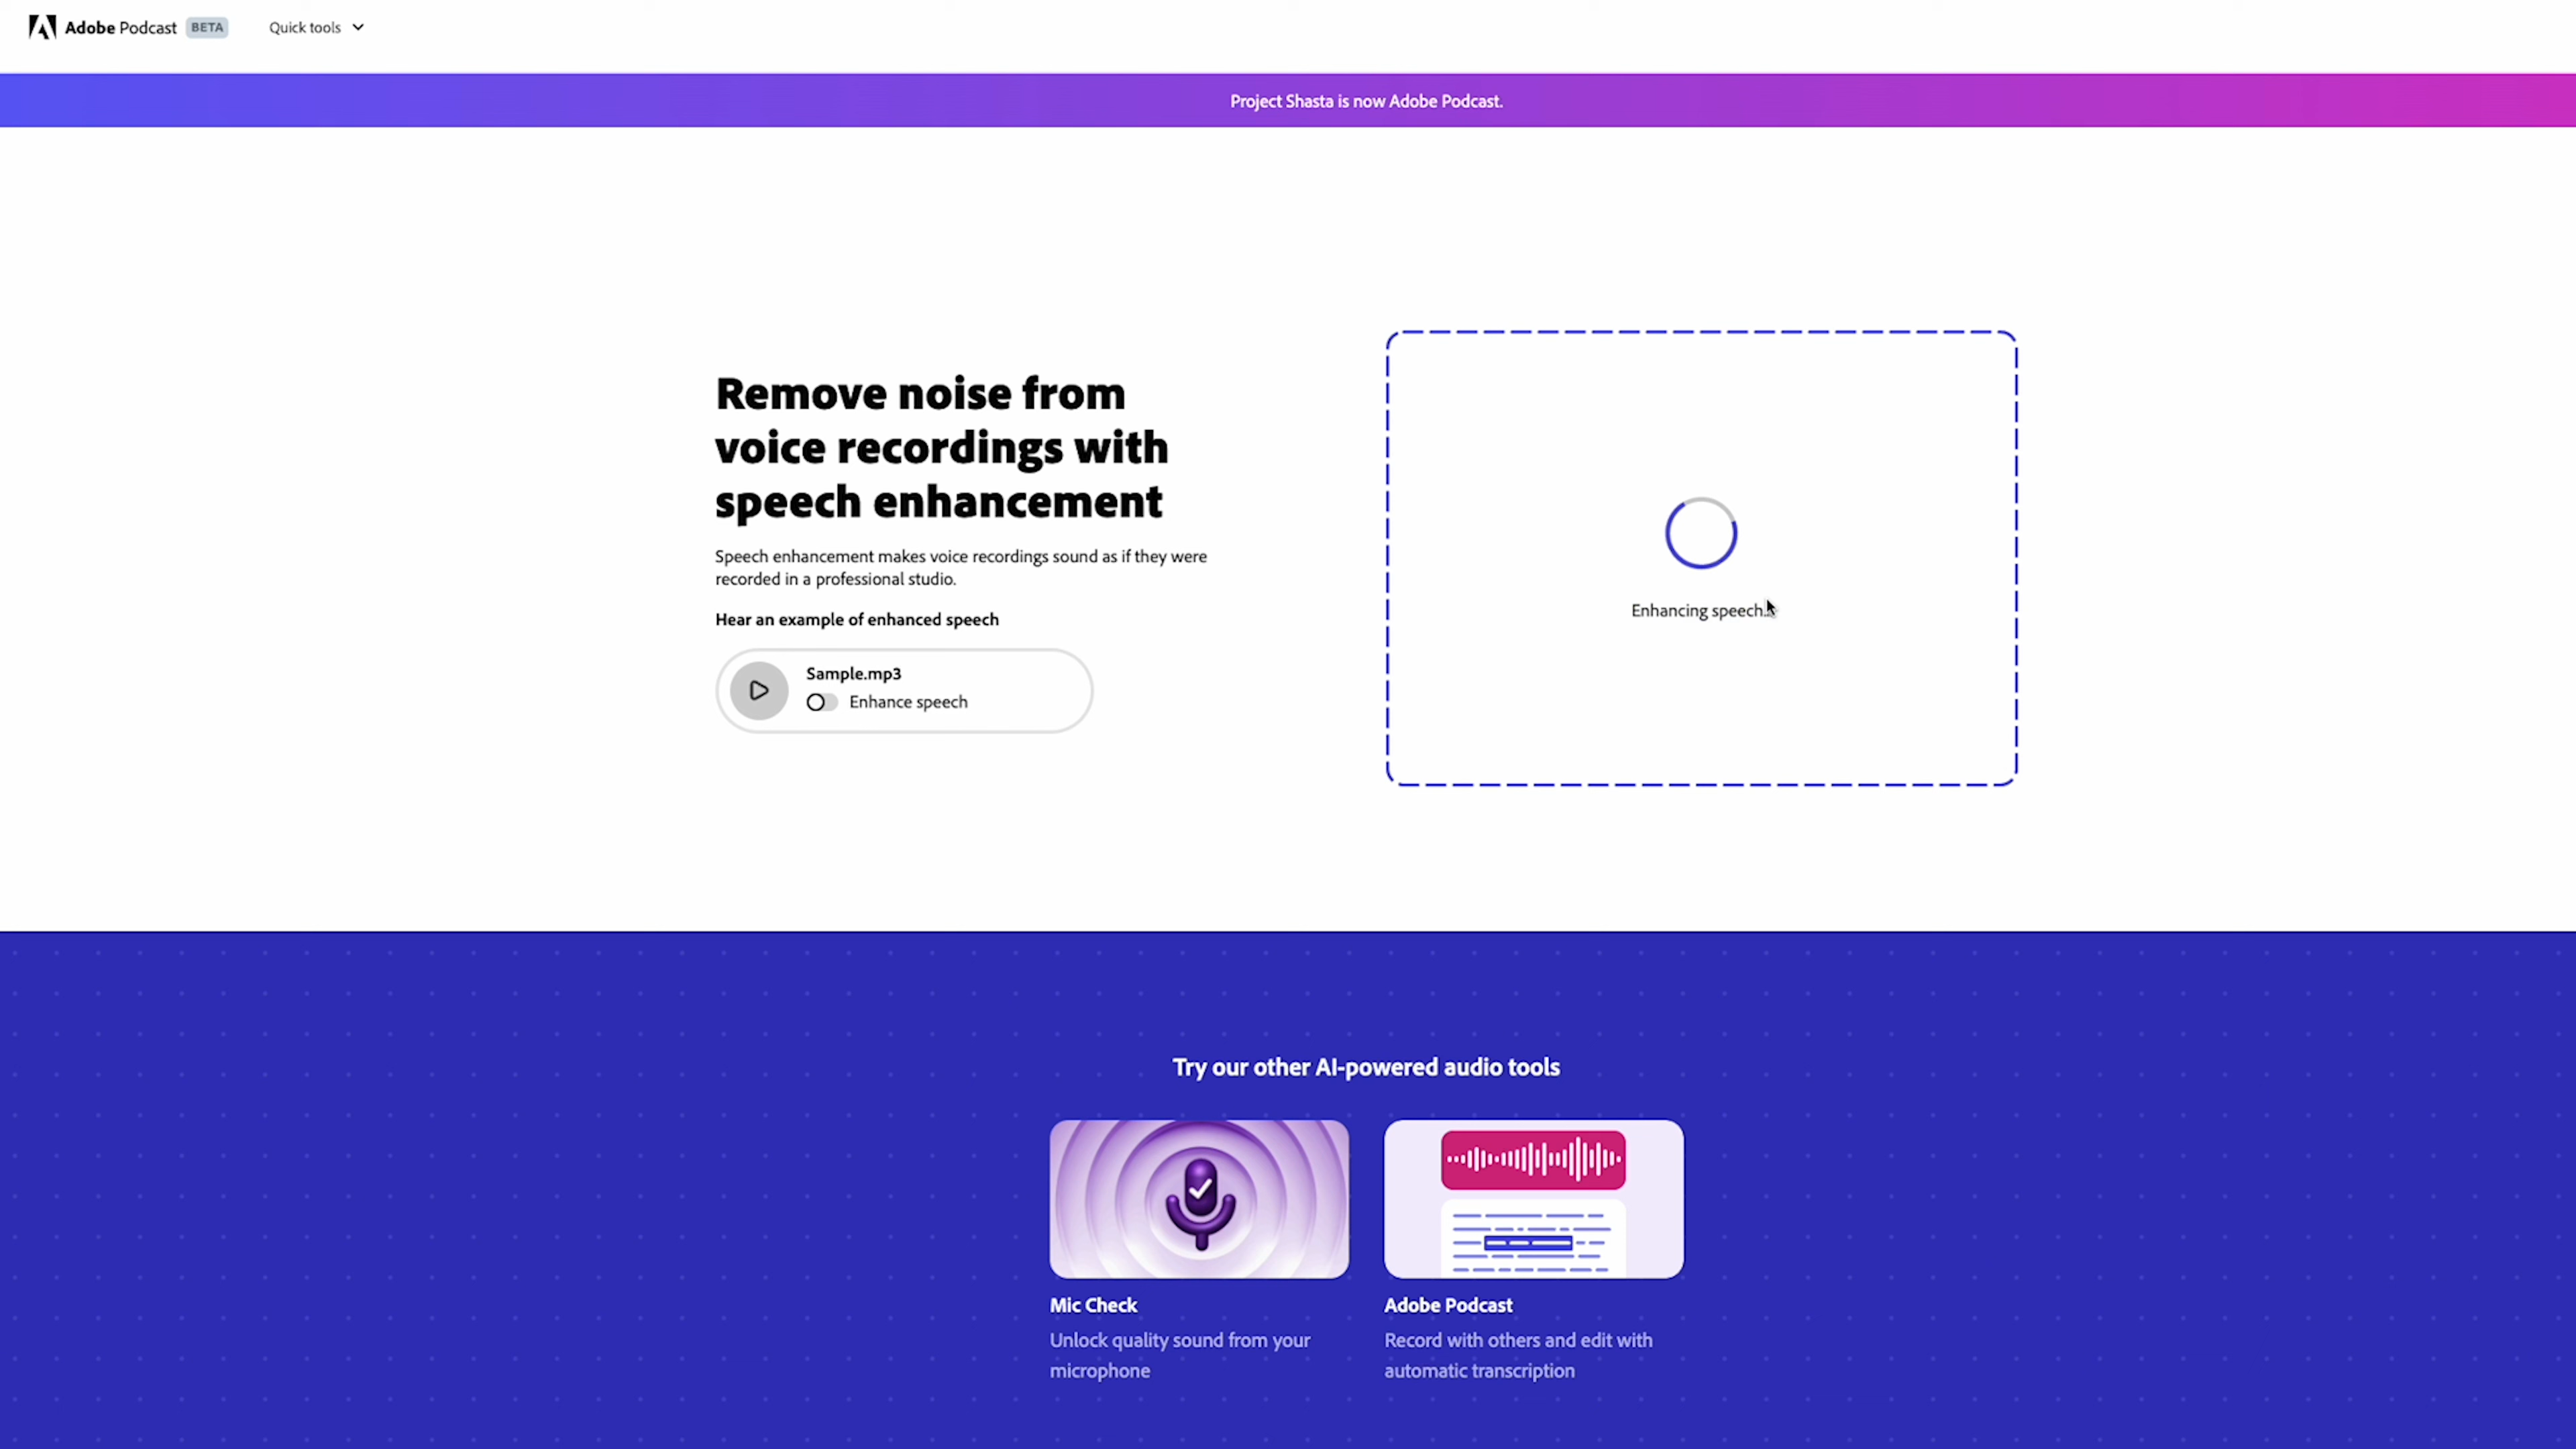 Adobe Podcast BETA
Quick tools
Project Shasta is now Adobe Podcast.
Remove noise from
voice recordings with
speech enhancement
Speech enhancement makes voice recordings sound as if they were
recorded in a professional studio.
Hear an example of enhanced speech
Sample.mp3
Enhance speech
Enhancing speech...
Try our other AI-powered audio tools
Mic Check
Unlock quality sound from your
microphone
Adobe Podcast
Record with others and edit with
automatic transcription